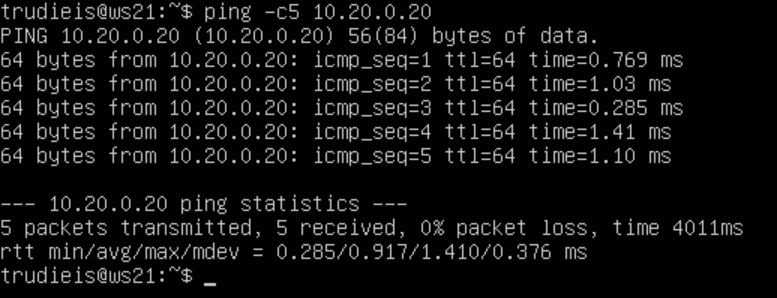 trudieis@ws21:~$ ping -c5 10.20.0.20
PING 10.20.0.20 (10.20.0.20) 56(84) bytes of data.
64 bytes from 10.20.0.20: icmp_seq=1 ttl=64 time=0.769 ms
64 bytes from 10.20.0.20: icmp_seq=2 ttl=64 time=1.03 ms
64 bytes from 10.20.0.20: icmp_seq=3 ttl=64 time=0.285 ms
64 bytes from 10.20.0.20: icmp_seq=4 ttl=64 time=1.41 ms
64 bytes from 10.20.0.20: icmp_seq=5 ttl=64 time=1.10 ms
--- 10.20.0.20 ping statistics ---
5 packets transmitted, 5 received, 0% packet loss, time 4011ms
rtt min/avg/max/mdev = 0.285/0.917/1.410/0.376 ms
trudieis@ws21:~$ _